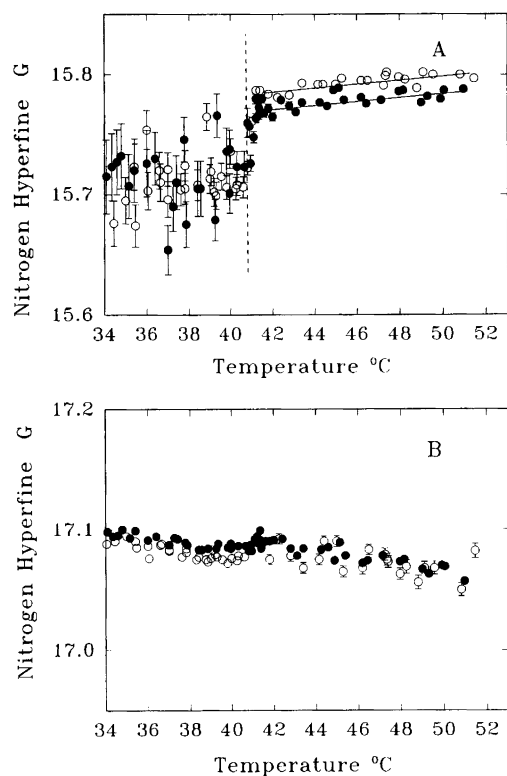 A
Nitrogen Hyperfine G
15.8
15.7
15.6
34 36 38 40 42 44 46 48 50 52
Temperature ºC
B
Nitrogen Hyperfine G
17.2
17.1
17.0
34 36 38 40 42 44 46 48 50 52
Temperature ºC